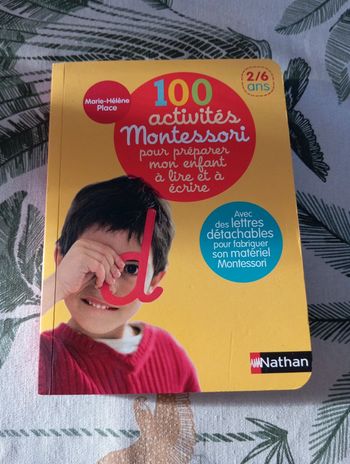 Marie-Hélène
Place
2/6
ans
100
activités
Montessori
pour préparer
mon enfant
à lire et à
écrire
Avec
des lettres
détachables
pour fabriquer
son matériel
Montessori
d
Nathan